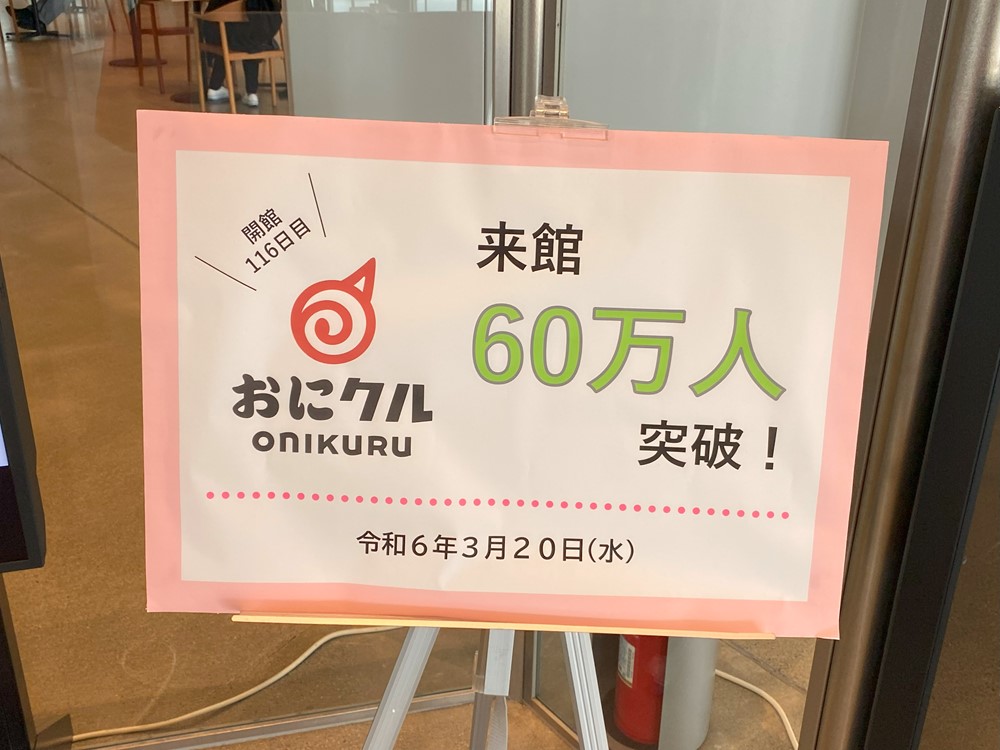 開館
116日目
おにクル
ONIKURU
来館
60万人
突破！
令和６年３月２０日(水)